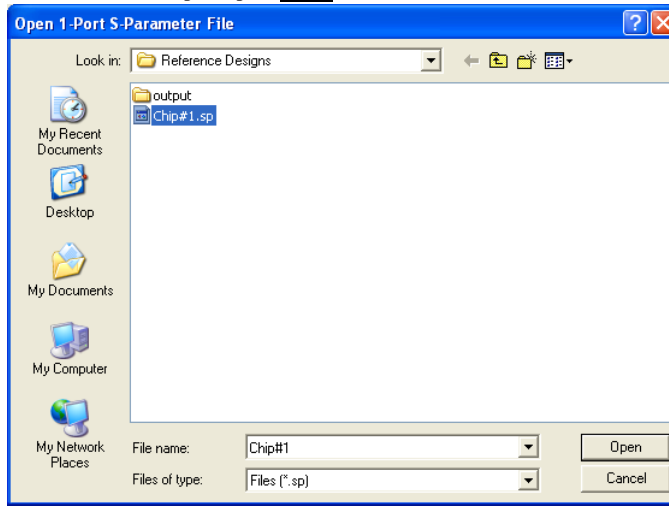 Open 1-Port S-Parameter File
Look in: Reference Designs
output
Chip#1.sp
My Recent
Documents
Desktop
My Documents
My Computer
My Network
Places
File name: Chip#1 Open
Files of type: Files (*.sp) Cancel